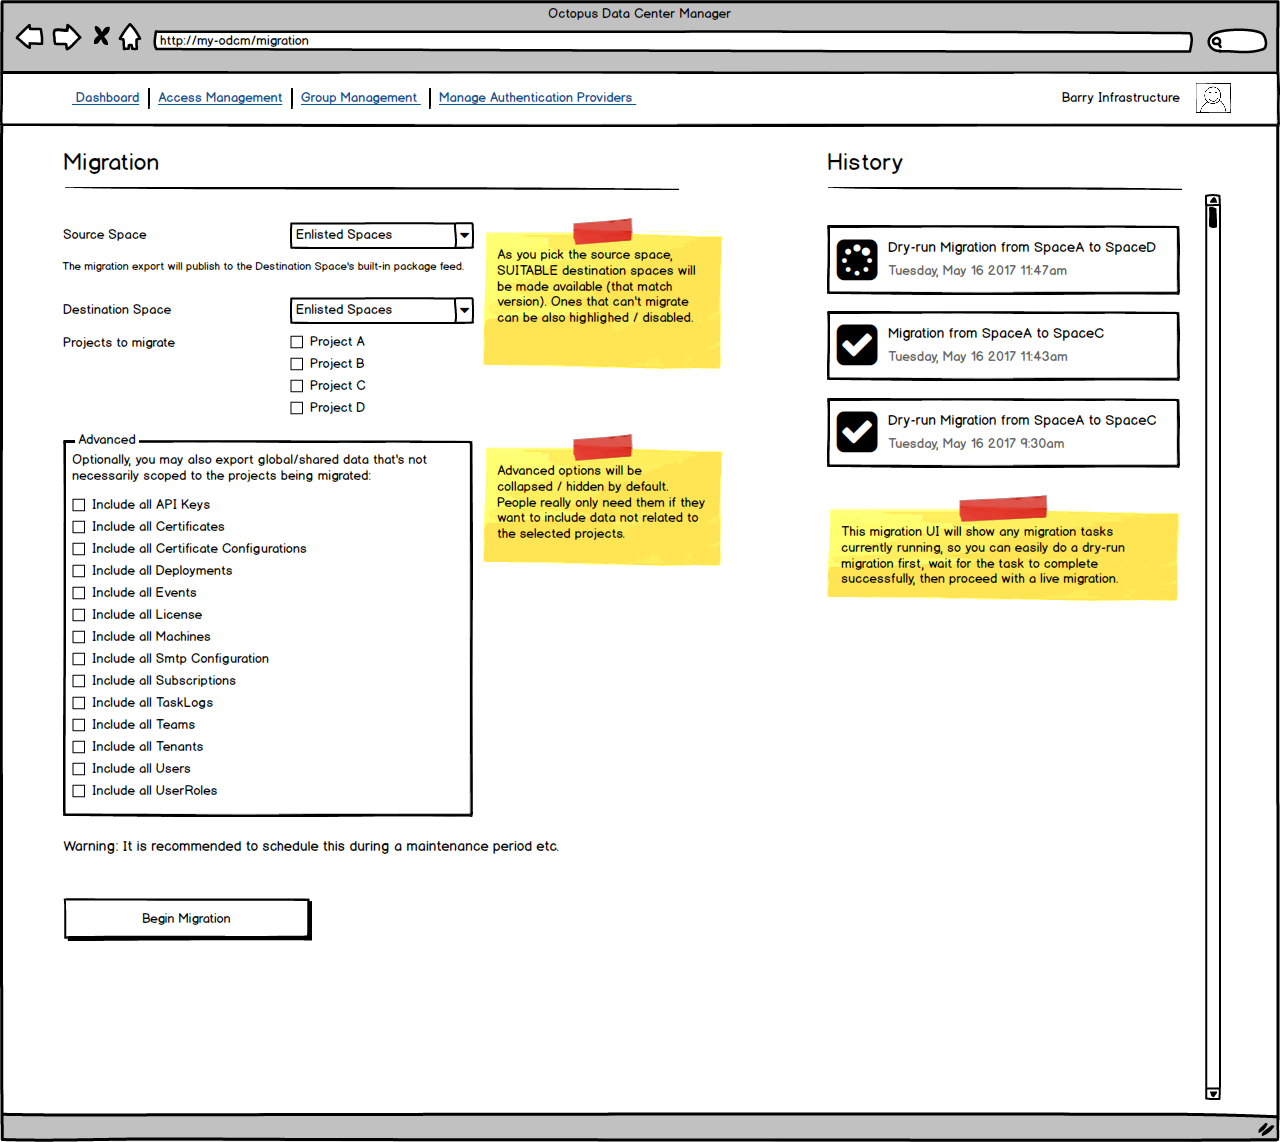 Octopus Data Center Manager
http://my-odcm/migration
Dashboard
Access Management
Group Management
Manage Authentication Providers
Barry Infrastructure
Migration
Source Space
Enlisted Spaces
The migration export will publish to the Destination Space's built-in package feed.
Destination Space
Enlisted Spaces
Projects to migrate
Project A
Project B
Project C
Project D
As you pick the source space,
SUITABLE destination spaces will
be made available (that match
version). Ones that can't migrate
can be also highlighed / disabled.
Advanced
Optionally, you may also export global/shared data that's not
necessarily scoped to the projects being migrated:
Include all API Keys
Include all Certificates
Include all Certificate Configurations
Include all Deployments
Include all Events
Include all License
Include all Machines
Include all Smtp Configuration
Include all Subscriptions
Include all TaskLogs
Include all Teams
Include all Tenants
Include all Users
Include all UserRoles
Advanced options will be
collapsed / hidden by default.
People really only need them if they
want to include data not related to
the selected projects.
Warning: It is recommended to schedule this during a maintenance period etc.
Begin Migration
History
Dry-run Migration from SpaceA to SpaceD
Tuesday, May 16 2017 11:47am
Migration from SpaceA to SpaceC
Tuesday, May 16 2017 11:43am
Dry-run Migration from SpaceA to SpaceC
Tuesday, May 16 2017 9:30am
This migration UI will show any migration tasks
currently running, so you can easily do a dry-run
migration first, wait for the task to complete
successfully, then proceed with a live migration.